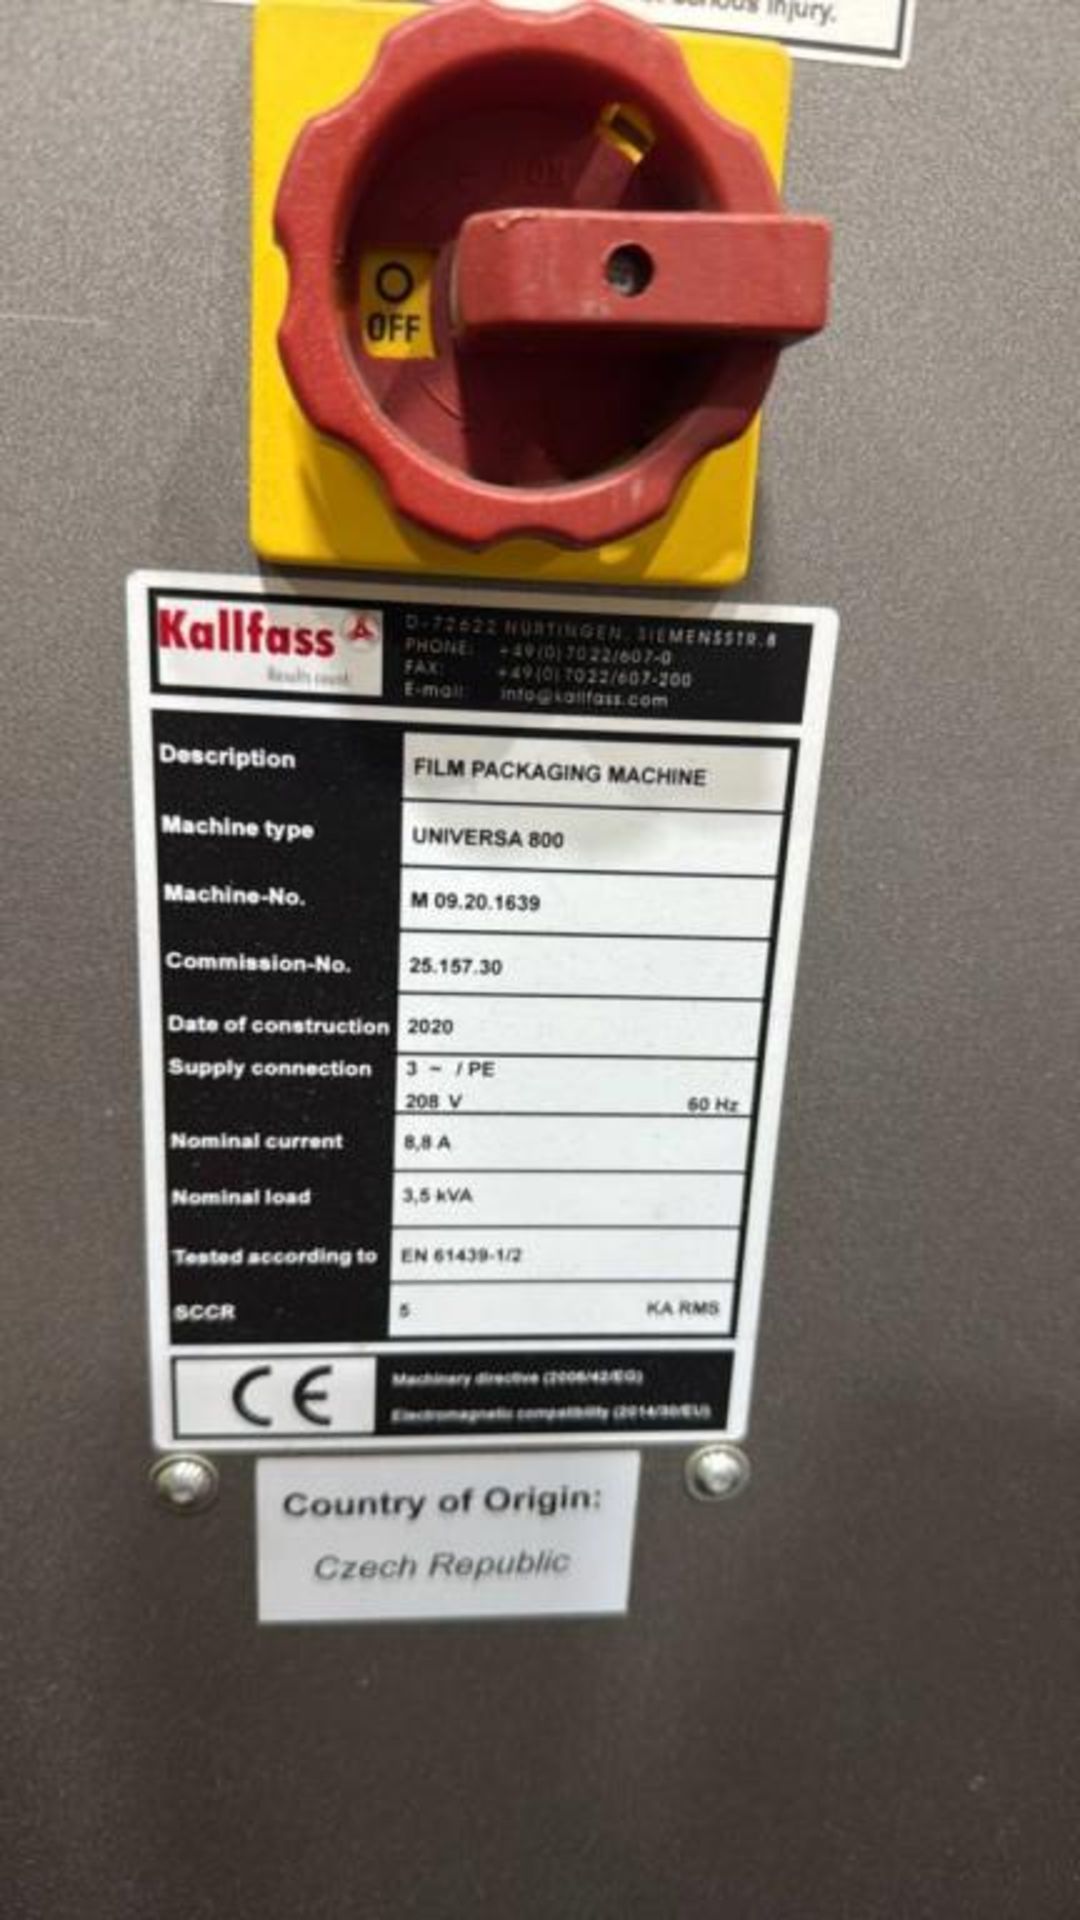 serious injury.
O
OFF
Kallfass
Results count.
D-72622 NÜRTINGEN, SIEMENSSTR.8
PHONE: +49(0)7022/607-0
FAX: +49(0)7022/607-200
E-mail: info@kallfass.com
Description FILM PACKAGING MACHINE
Machine type UNIVERSA 800
Machine-No. M 09.20.1639
Commission-No. 25.157.30
Date of construction 2020
Supply connection 3 ~ / PE
208 V 60 Hz
Nominal current 8,8 A
Nominal load 3,5 kVA
Tested according to EN 61439-1/2
SCCR 5 KA RMS
CE
Machinery directive (2006/42/EG)
Electromagnetic compatibility (2014/30/EU)
Country of Origin:
Czech Republic